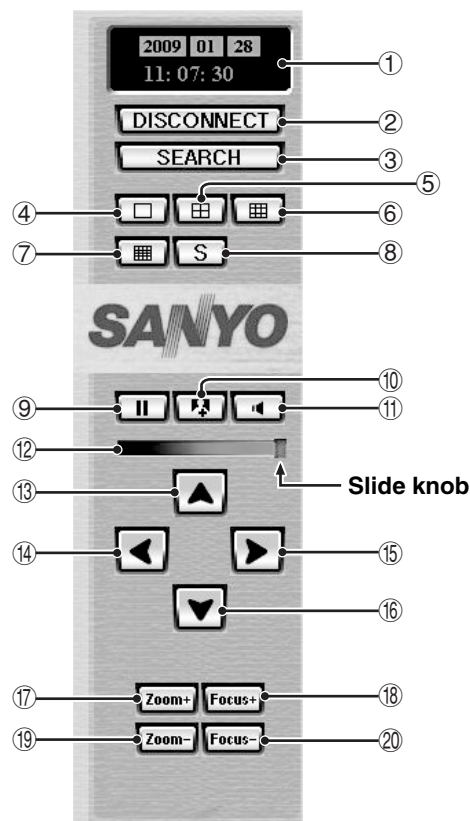 2009 01 28
11: 07: 30
①
DISCONNECT
②
SEARCH
③
⑤
④
⑥
⑦
S
⑧
SANYO
⑩
⑨
⑪
⑫
Slide knob
⑬
⑭
⑮
⑯
⑰
Zoom+
Focus+
⑱
⑲
Zoom-
Focus-
⑳